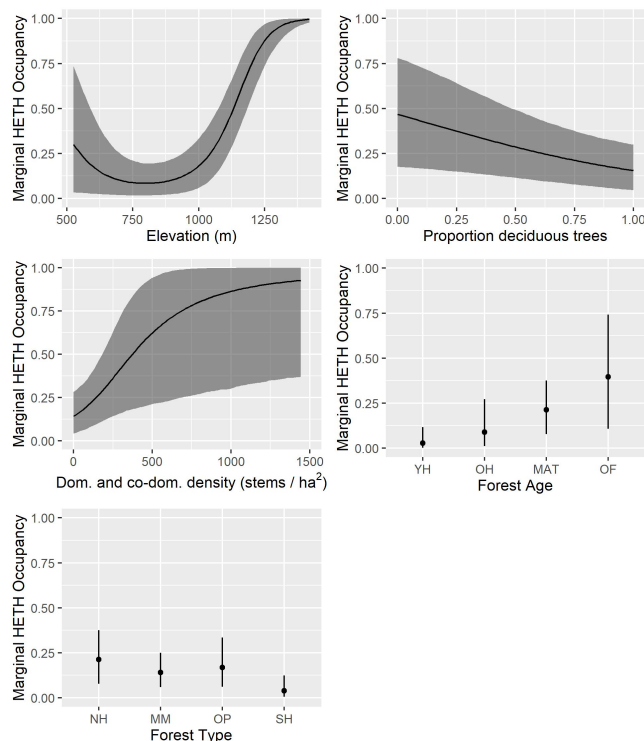 Marginal HETH Occupancy
1.00
0.75
0.50
0.25
0.00
500 750 1000 1250
Elevation (m)
Marginal HETH Occupancy
1.00
0.75
0.50
0.25
0.00
0.00 0.25 0.50 0.75 1.00
Proportion deciduous trees
Marginal HETH Occupancy
1.00
0.75
0.50
0.25
0.00
0 500 1000 1500
Dom. and co-dom. density (stems / ha²)
Marginal HETH Occupancy
1.00
0.75
0.50
0.25
0.00
YH OH MAT OF
Forest Age
Marginal HETH Occupancy
1.00
0.75
0.50
0.25
0.00
NH MM OP SH
Forest Type